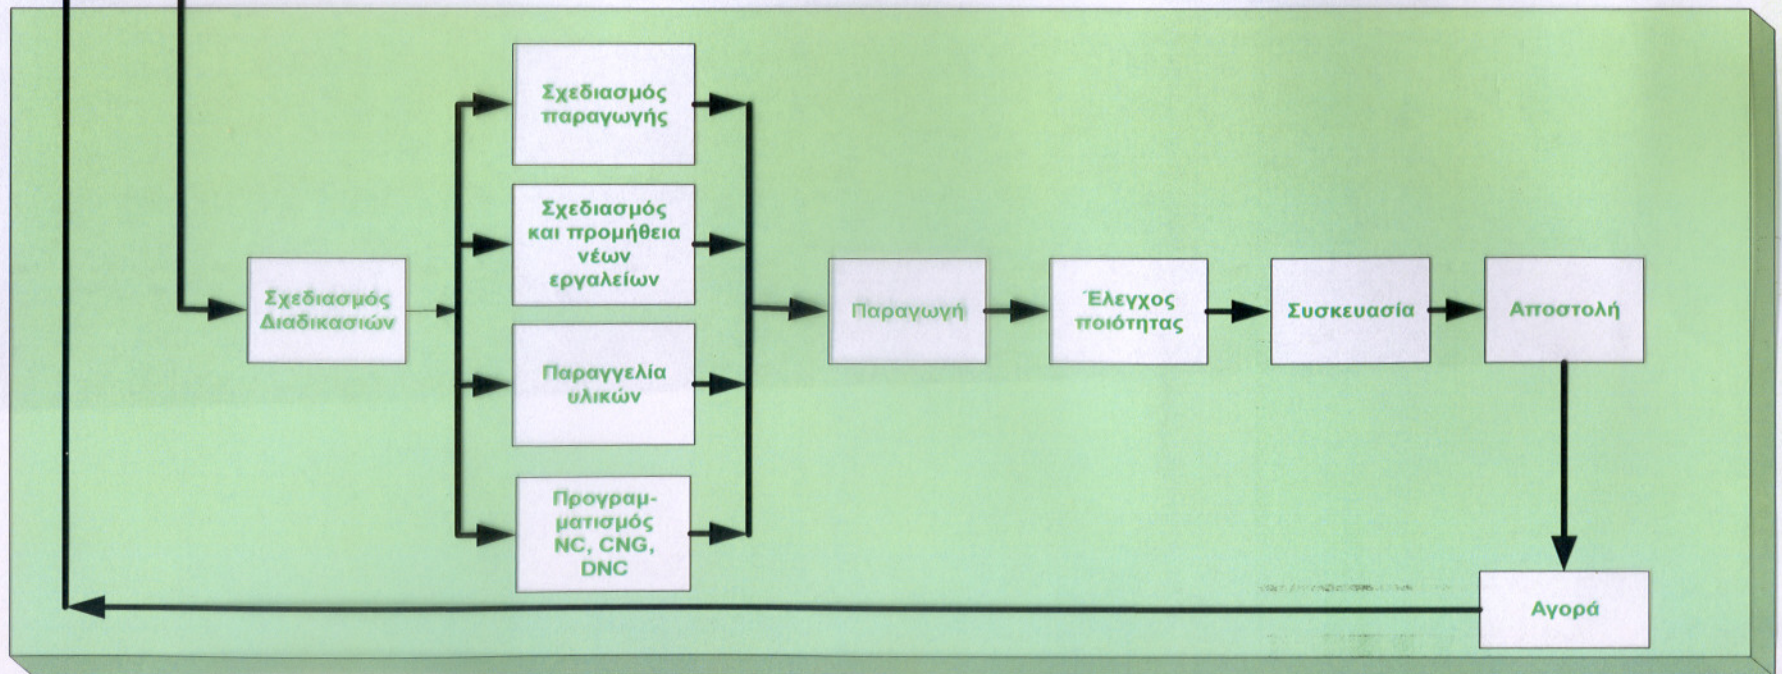 Σχεδιασμός
παραγωγής
Σχεδιασμός
και προμήθεια
νέων
εργαλείων
Σχεδιασμός
Διαδικασιών
Παραγγελία
υλικών
Προγραμ-
ματισμός
NC, CNG,
DNC
Παραγωγή
Έλεγχος
ποιότητας
Συσκευασία
Αποστολή
Αγορά